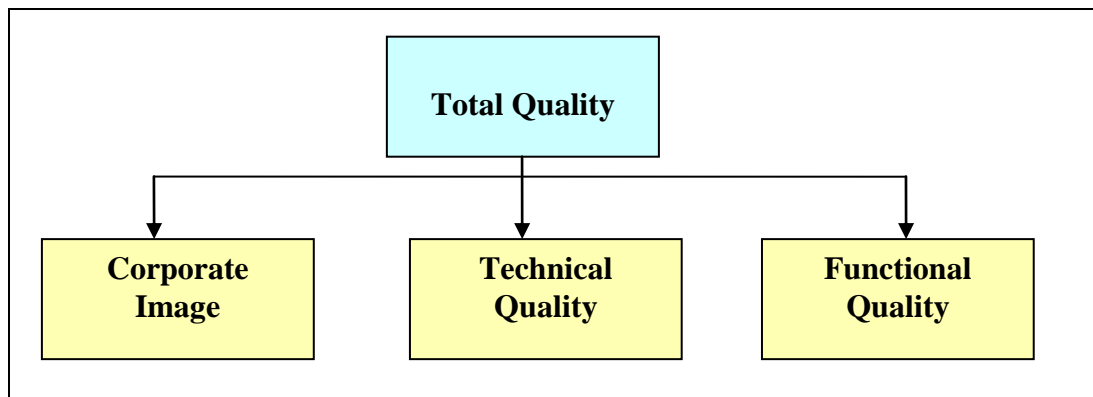 Total Quality
Corporate
Image
Technical
Quality
Functional
Quality